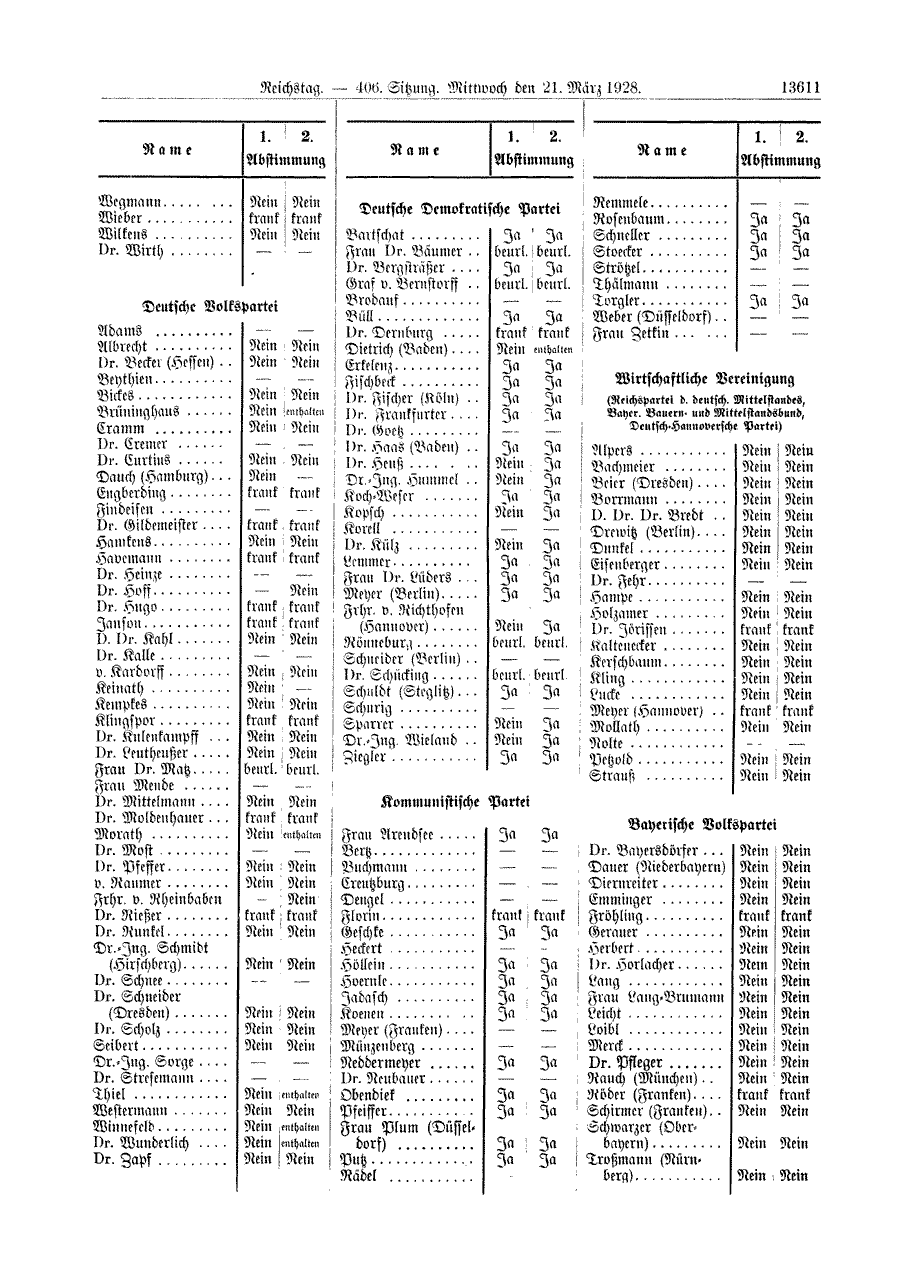 Reichstag. — 406. Sitzung. Mittwoch den 21. März 1928. 13611
Name 1. 2. Abstimmung
Wegmann..... ... Nein Nein
Wieber .......... krank krank
Wilkens .......... Nein Nein
Dr. Wirth ........ — —
Deutsche Volkspartei
Adams .......... — —
Albrecht .......... Nein Nein
Dr. Becker (Hessen) .. Nein Nein
Beythien.......... — —
Bickes............ Nein Nein
Brüninghaus ...... Nein enthalten
Cramm .......... Nein Nein
Dr. Cremer ...... — —
Dr. Curtius ...... Nein Nein
Dauch (Hamburg)... Nein —
Engberding ........ krank krank
Findeisen ......... — —
Dr. Gildemeister .... krank krank
Hamkens.......... Nein Nein
Havemann ........ krank krank
Dr. Heinze ........ — —
Dr. Hoff.......... — Nein
Dr. Hugo ......... krank krank
Janson............ krank krank
D. Dr. Kahl ....... Nein Nein
Dr. Kalle ......... — —
v. Kardorff ........ Nein Nein
Keinath .......... Nein —
Kempkes .......... Nein Nein
Klingspor ......... krank krank
Dr. Kulenkampff ... Nein Nein
Dr. Leutheußer ..... Nein Nein
Frau Dr. Matz..... beurl. beurl.
Frau Mende ...... — —
Dr. Mittelmann .... Nein Nein
Dr. Moldenhauer ... krank krank
Morath .......... Nein enthalten
Dr. Most ......... — —
Dr. Pfeffer........ Nein Nein
v. Raumer ........ Nein Nein
Frhr. v. Rheinbaben — Nein
Dr. Rießer ........ krank krank
Dr. Runkel........ Nein Nein
Dr.-Ing. Schmidt
(Hirschberg)...... Nein Nein
Dr. Schnee........ — —
Dr. Schneider
(Dresden) ....... Nein Nein
Dr. Scholz........ Nein Nein
Seibert........... Nein Nein
Dr.-Ing. Sorge .... — —
Dr. Stresemann .... — —
Thiel ............ Nein enthalten
Westermann ....... Nein Nein
Winnefeld......... Nein enthalten
Dr. Wunderlich .... Nein enthalten
Dr. Zapf ......... Nein Nein
Name 1. 2. Abstimmung
Deutsche Demokratische Partei
Bartschat .......... Ja Ja
Frau Dr. Bäumer .. beurl. beurl.
Dr. Bergsträßer .... Ja Ja
Graf v. Bernstorff .. beurl. beurl.
Brodauf .......... — —
Büll ............. Ja Ja
Dr. Dernburg ..... krank krank
Dietrich (Baden).... Nein enthalten
Erkelenz........... Ja Ja
Fischbeck .......... Ja Ja
Dr. Fischer (Köln) .. Ja Ja
Dr. Frankfurter.... Ja Ja
Dr. Goetz ........ — —
Dr. Haas (Baden) .. Ja Ja
Dr. Heuß .... . .. Nein Ja
Dr.-Ing. Hummel .. Nein Ja
Koch-Weser ....... Ja Ja
Kopsch ........... Nein Ja
Korell ........... — —
Dr. Külz ......... Nein Ja
Lemmer........... Ja Ja
Frau Dr. Lüders ... Ja Ja
Meyer (Berlin)..... Ja Ja
Frhr. v. Richthofen
(Hannover) ...... Nein Ja
Rönneburg........ beurl. beurl.
Schneider (Berlin) .. — —
Dr. Schücking ...... beurl. beurl.
Schuldt (Steglitz)... Ja Ja
Schurig .......... — —
Sparrer .......... Nein Ja
Dr.-Ing. Wieland .. Nein Ja
Ziegler ........... Ja Ja
Kommunistische Partei
Frau Arendsee ..... Ja Ja
Bertz............. — —
Buchmann ........ — —
Creutzburg........ — —
Dengel ........... — —
Florin............ krank krank
Geschke .......... Ja Ja
Heckert .......... — –
Höllein........... Ja Ja
Hoernle........... Ja Ja
Jadasch .......... Ja Ja
Koenen .......... Ja Ja
Meyer (Franken).... — —
Münzenberg ....... — —
Neddermeyer ...... Ja Ja
Dr. Neubauer ...... — —
Obendiek ......... Ja Ja
Pfeiffer........... Ja Ja
Frau Plum (Düssel-
dorf) .......... Ja Ja
Putz ............. Ja Ja
Rädel ...........
Name 1. 2. Abstimmung
Remmele.......... — —
Rosenbaum........ Ja Ja
Schneller ......... Ja Ja
Stoecker .......... Ja Ja
Strötzel........... — —
Thälmann ........ — —
Torgler........... Ja Ja
Weber (Düsseldorf).. — —
Frau Zetkin ... ... — —
Wirtschaftliche Vereinigung
(Reichspartei d. deutsch. Mittelstandes,
Bayer. Bauern- und Mittelstandsbund,
Deutsch-Hannoversche Partei)
Alpers ........... Nein Nein
Bachmeier ........ Nein Nein
Beier (Dresden).... Nein Nein
Borrmann ........ Nein Nein
D. Dr. Dr. Bredt .. Nein Nein
Drewitz (Berlin).... Nein Nein
Dunkel ........... Nein Nein
Eisenberger........ Nein Nein
Dr. Fehr.......... — —
Hampe ........... Nein Nein
Holzamer ......... Nein Nein
Dr. Jörissen ....... krank krank
Kaltenecker ....... Nein Nein
Kerschbaum........ Nein Nein
Kling ............ Nein Nein
Lucke ........... Nein Nein
Meyer (Hannover) .. krank krank
Mollath .......... Nein Nein
Nolte ............ — —
Petzold ........... Nein Nein
Strauß .......... Nein Nein
Bayerische Volkspartei
Dr. Bayersdörfer ... Nein Nein
Dauer (Niederbayern) Nein Nein
Diernreiter........ Nein Nein
Emminger ........ Nein Nein
Fröhling.......... krank krank
Gerauer .......... Nein Nein
Herbert........... Nein Nein
Dr. Horlacher...... Nein Nein
Lang ............ Nein Nein
Frau Lang-Brumann Nein Nein
Leicht ........... Nein Nein
Loibl ............ Nein Nein
Merck............ Nein Nein
Dr. Pfleger ....... Nein Nein
Rauch (München).. Nein Nein
Röder (Franken).... krank krank
Schirmer (Franken).. Nein Nein
Schwarzer (Ober-
bayern)......... Nein Nein
Troßmann (Nürn-
berg)........... Nein Nein